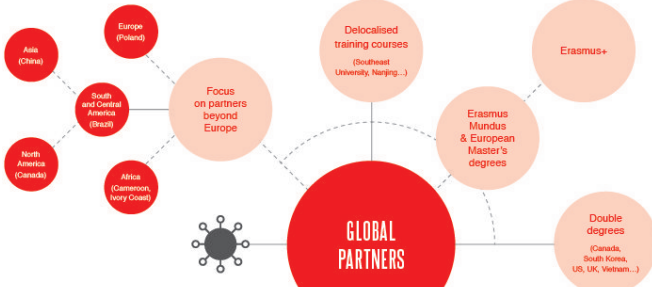 Europe
(Poland)
Asia
(China)
South
and Central
America
(Brazil)
North
America
(Canada)
Africa
(Cameroon,
Ivory Coast)
Focus
on partners
beyond
Europe
Delocalised
training courses
(Southeast
University, Nanjing...)
Erasmus+
Erasmus
Mundus
& European
Master's
degrees
Double
degrees
(Canada,
South Korea,
US, UK, Vietnam...)
GLOBAL
PARTNERS